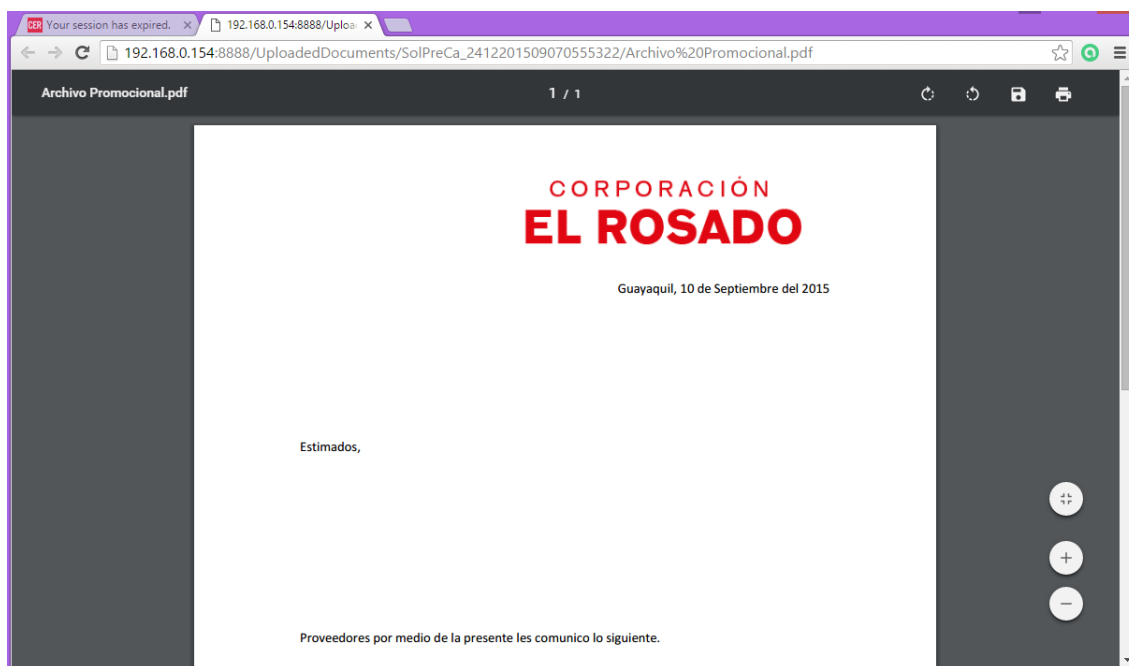 CER Your session has expired.
192.168.0.154:8888/Uploa
192.168.0.154:8888/UploadedDocuments/SolPreCa_2412201509070555322/Archivo%20Promocional.pdf
Archivo Promocional.pdf
1 / 1
CORPORACIÓN
EL ROSADO
Guayaquil, 10 de Septiembre del 2015
Estimados,
Proveedores por medio de la presente les comunico lo siguiente.